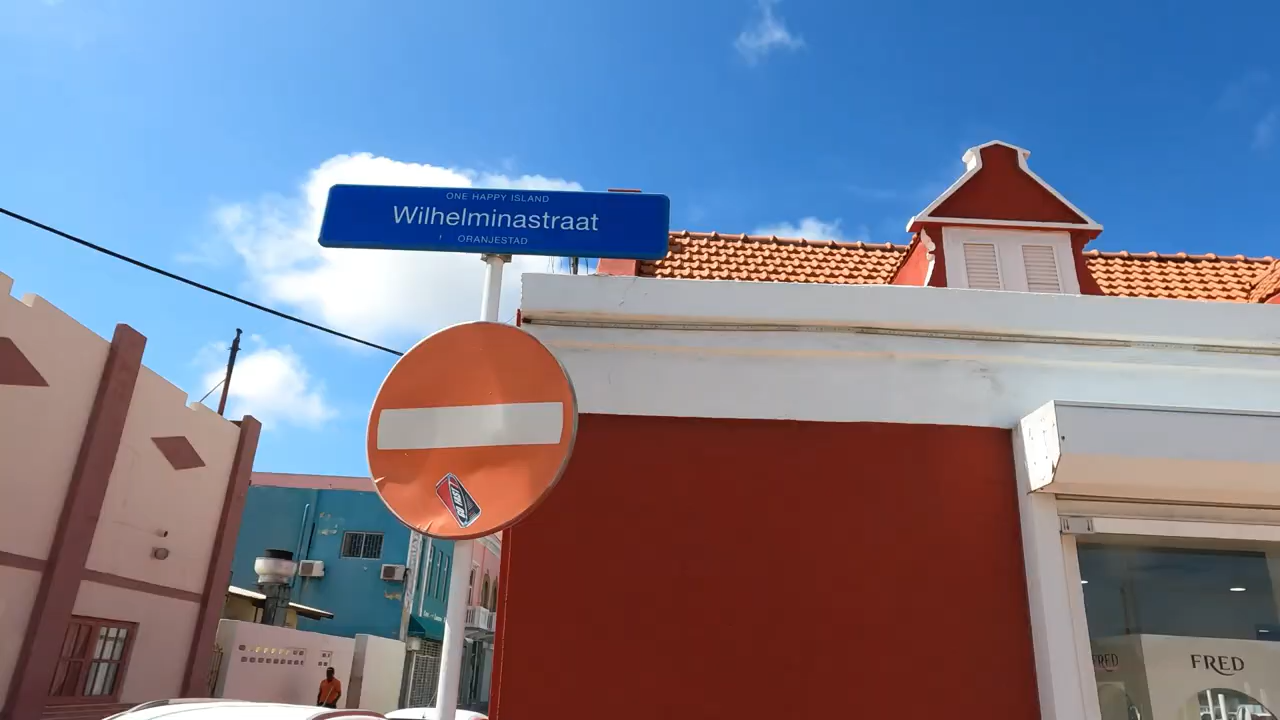 ONE HAPPY ISLAND
Wilhelminastraat
ORANJESTAD
FRED
FRED